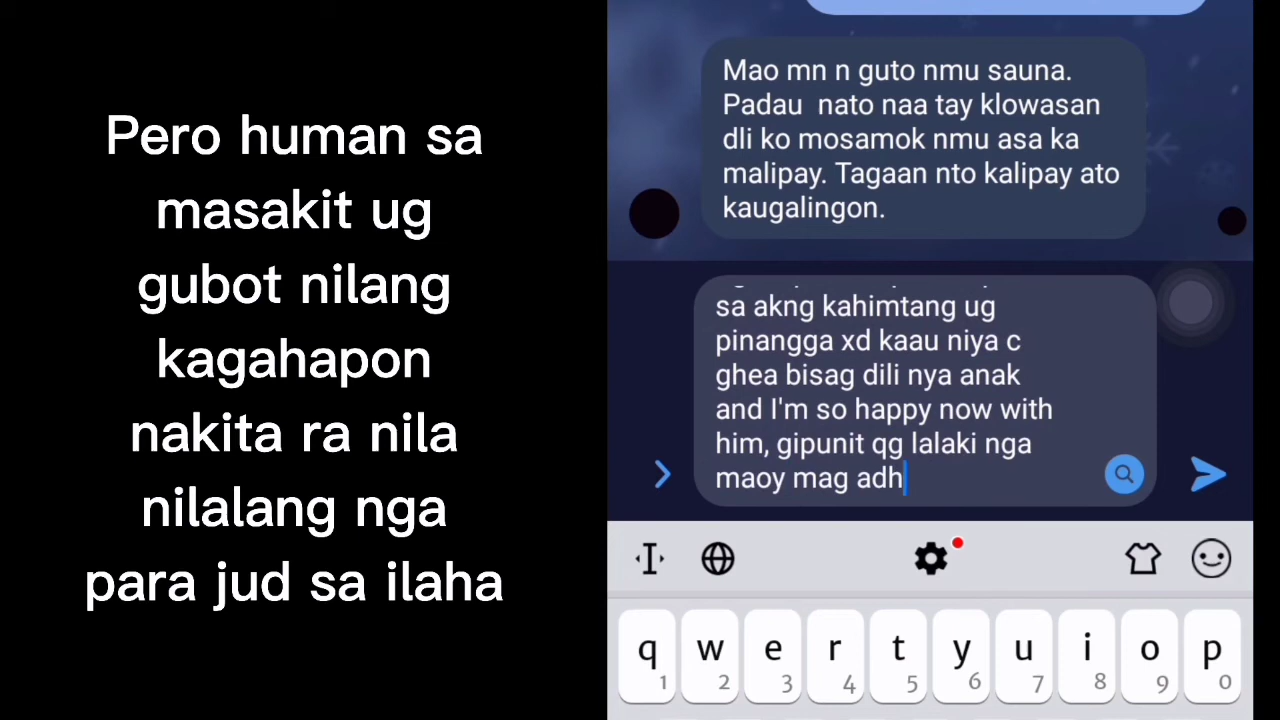 Pero human sa
masakit ug
gubot nilang
kagahapon
nakita ra nila
nilalang nga
para jud sa ilaha
Mao mn n guto nmu sauna.
Padau nato naa tay klowasan
dli ko mosamok nmu asa ka
malipay. Tagaan nto kalipay ato
kaugalingon.
sa akng kahimtang ug
pinangga xd kaau niya c
ghea bisag dili nya anak
and I'm so happy now with
him, gipunit qg lalaki nga
maoy mag adh
q w e r t y u i o p
1 2 3 4 5 6 7 8 9 0